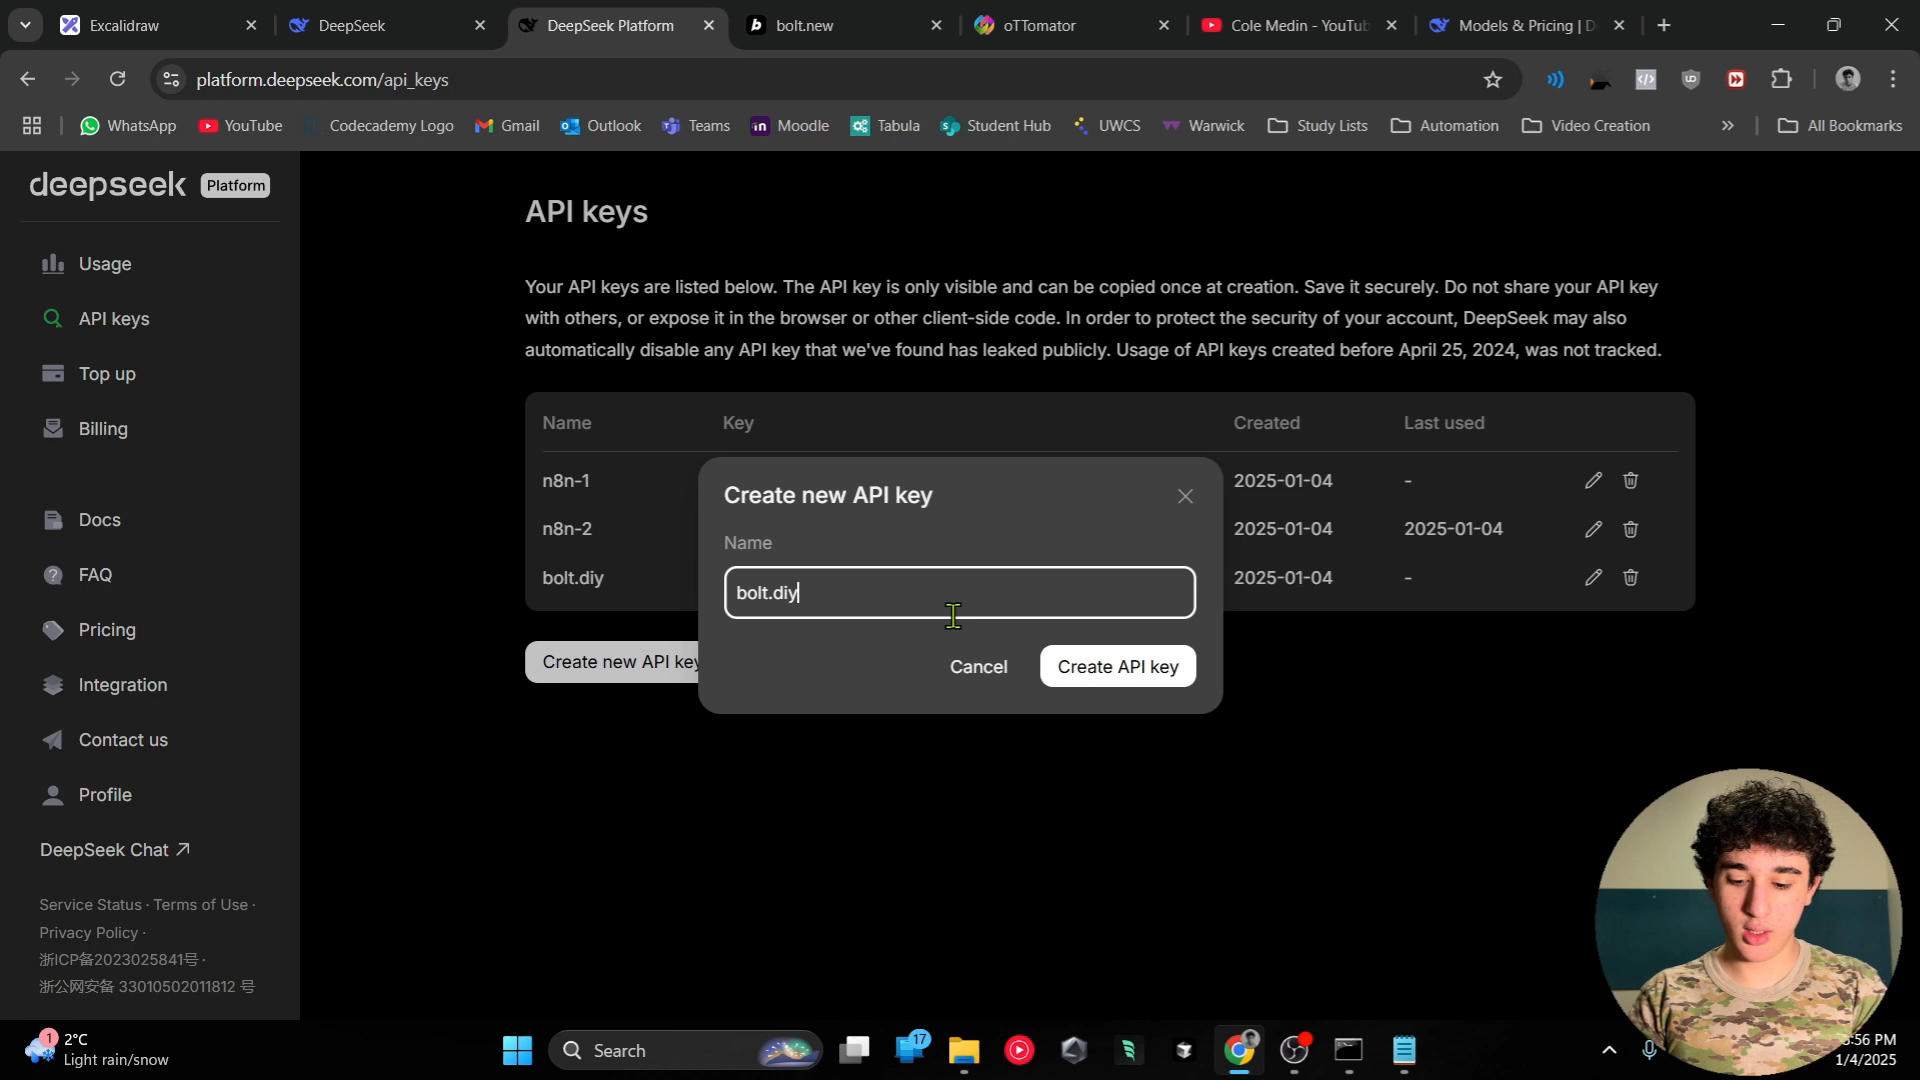 Excalidraw
DeepSeek
DeepSeek Platform
bolt.new
oTTomator
Cole Medin - YouTub
Models & Pricing | D
platform.deepseek.com/api_keys
WhatsApp
YouTube
Codecademy Logo
Gmail
Outlook
Teams
Moodle
Tabula
Student Hub
UWCS
Warwick
Study Lists
Automation
Video Creation
All Bookmarks
deepseek Platform
Usage
API keys
Top up
Billing
Docs
FAQ
Pricing
Integration
Contact us
Profile
DeepSeek Chat
Service Status · Terms of Use ·
Privacy Policy ·
浙ICP备2023025841号 ·
浙公网安备 33010502011812 号
API keys
Your API keys are listed below. The API key is only visible and can be copied once at creation. Save it securely. Do not share your API key
with others, or expose it in the browser or other client-side code. In order to protect the security of your account, DeepSeek may also
automatically disable any API key that we've found has leaked publicly. Usage of API keys created before April 25, 2024, was not tracked.
Name Key Created Last used
n8n-1 2025-01-04 -
n8n-2 2025-01-04 2025-01-04
bolt.diy 2025-01-04 -
Create new API key
Create new API key
Name
bolt.diy
Cancel
Create API key
1
2°C
Light rain/snow
Search
17
:56 PM
1/4/2025